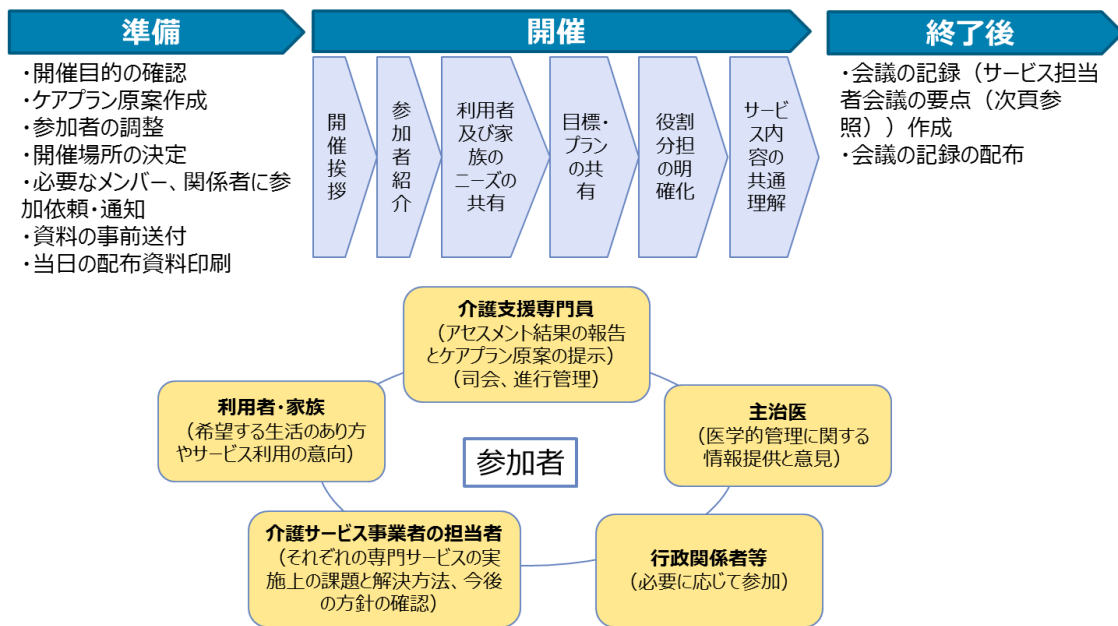 準備
・開催目的の確認
・ケアプラン原案作成
・参加者の調整
・開催場所の決定
・必要なメンバー、関係者に参
加依頼・通知
・資料の事前送付
・当日の配布資料印刷
開催
開催挨拶
参加者紹介
利用者
及び家
族の
ニーズの
共有
目標・
プラン
の共
有
役割
分担
の明
確化
サービ
ス内
容の
共通
理解
終了後
・会議の記録（サービス担当
者会議の要点（次頁参
照））作成
・会議の記録の配布
介護支援専門員
（アセスメント結果の報告
とケアプラン原案の提示）
（司会、進行管理）
利用者・家族
（希望する生活のあり方
やサービス利用の意向）
参加者
主治医
（医学的管理に関する
情報提供と意見）
介護サービス事業者の担当者
（それぞれの専門サービスの実
施上の課題と解決方法、今後
の方針の確認）
行政関係者等
（必要に応じて参加）